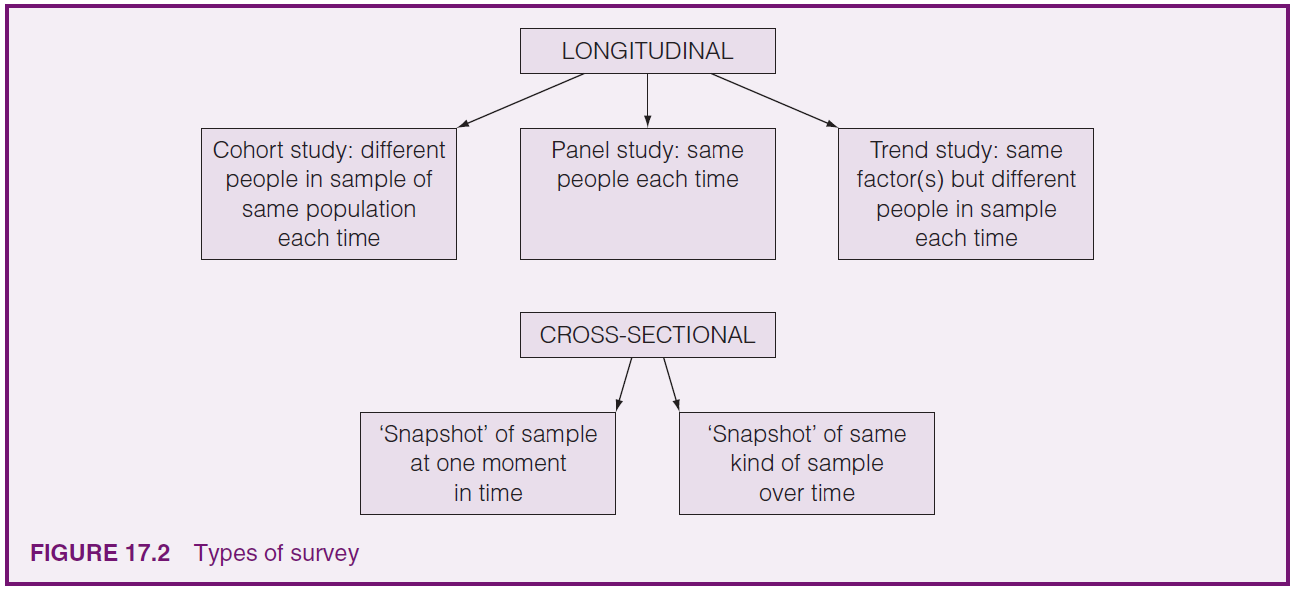 LONGITUDINAL
Cohort study: different
people in sample of
same population
each time
Panel study: same
people each time
Trend study: same
factor(s) but different
people in sample
each time
CROSS-SECTIONAL
‘Snapshot’ of sample
at one moment
in time
‘Snapshot’ of same
kind of sample
over time
FIGURE 17.2 Types of survey